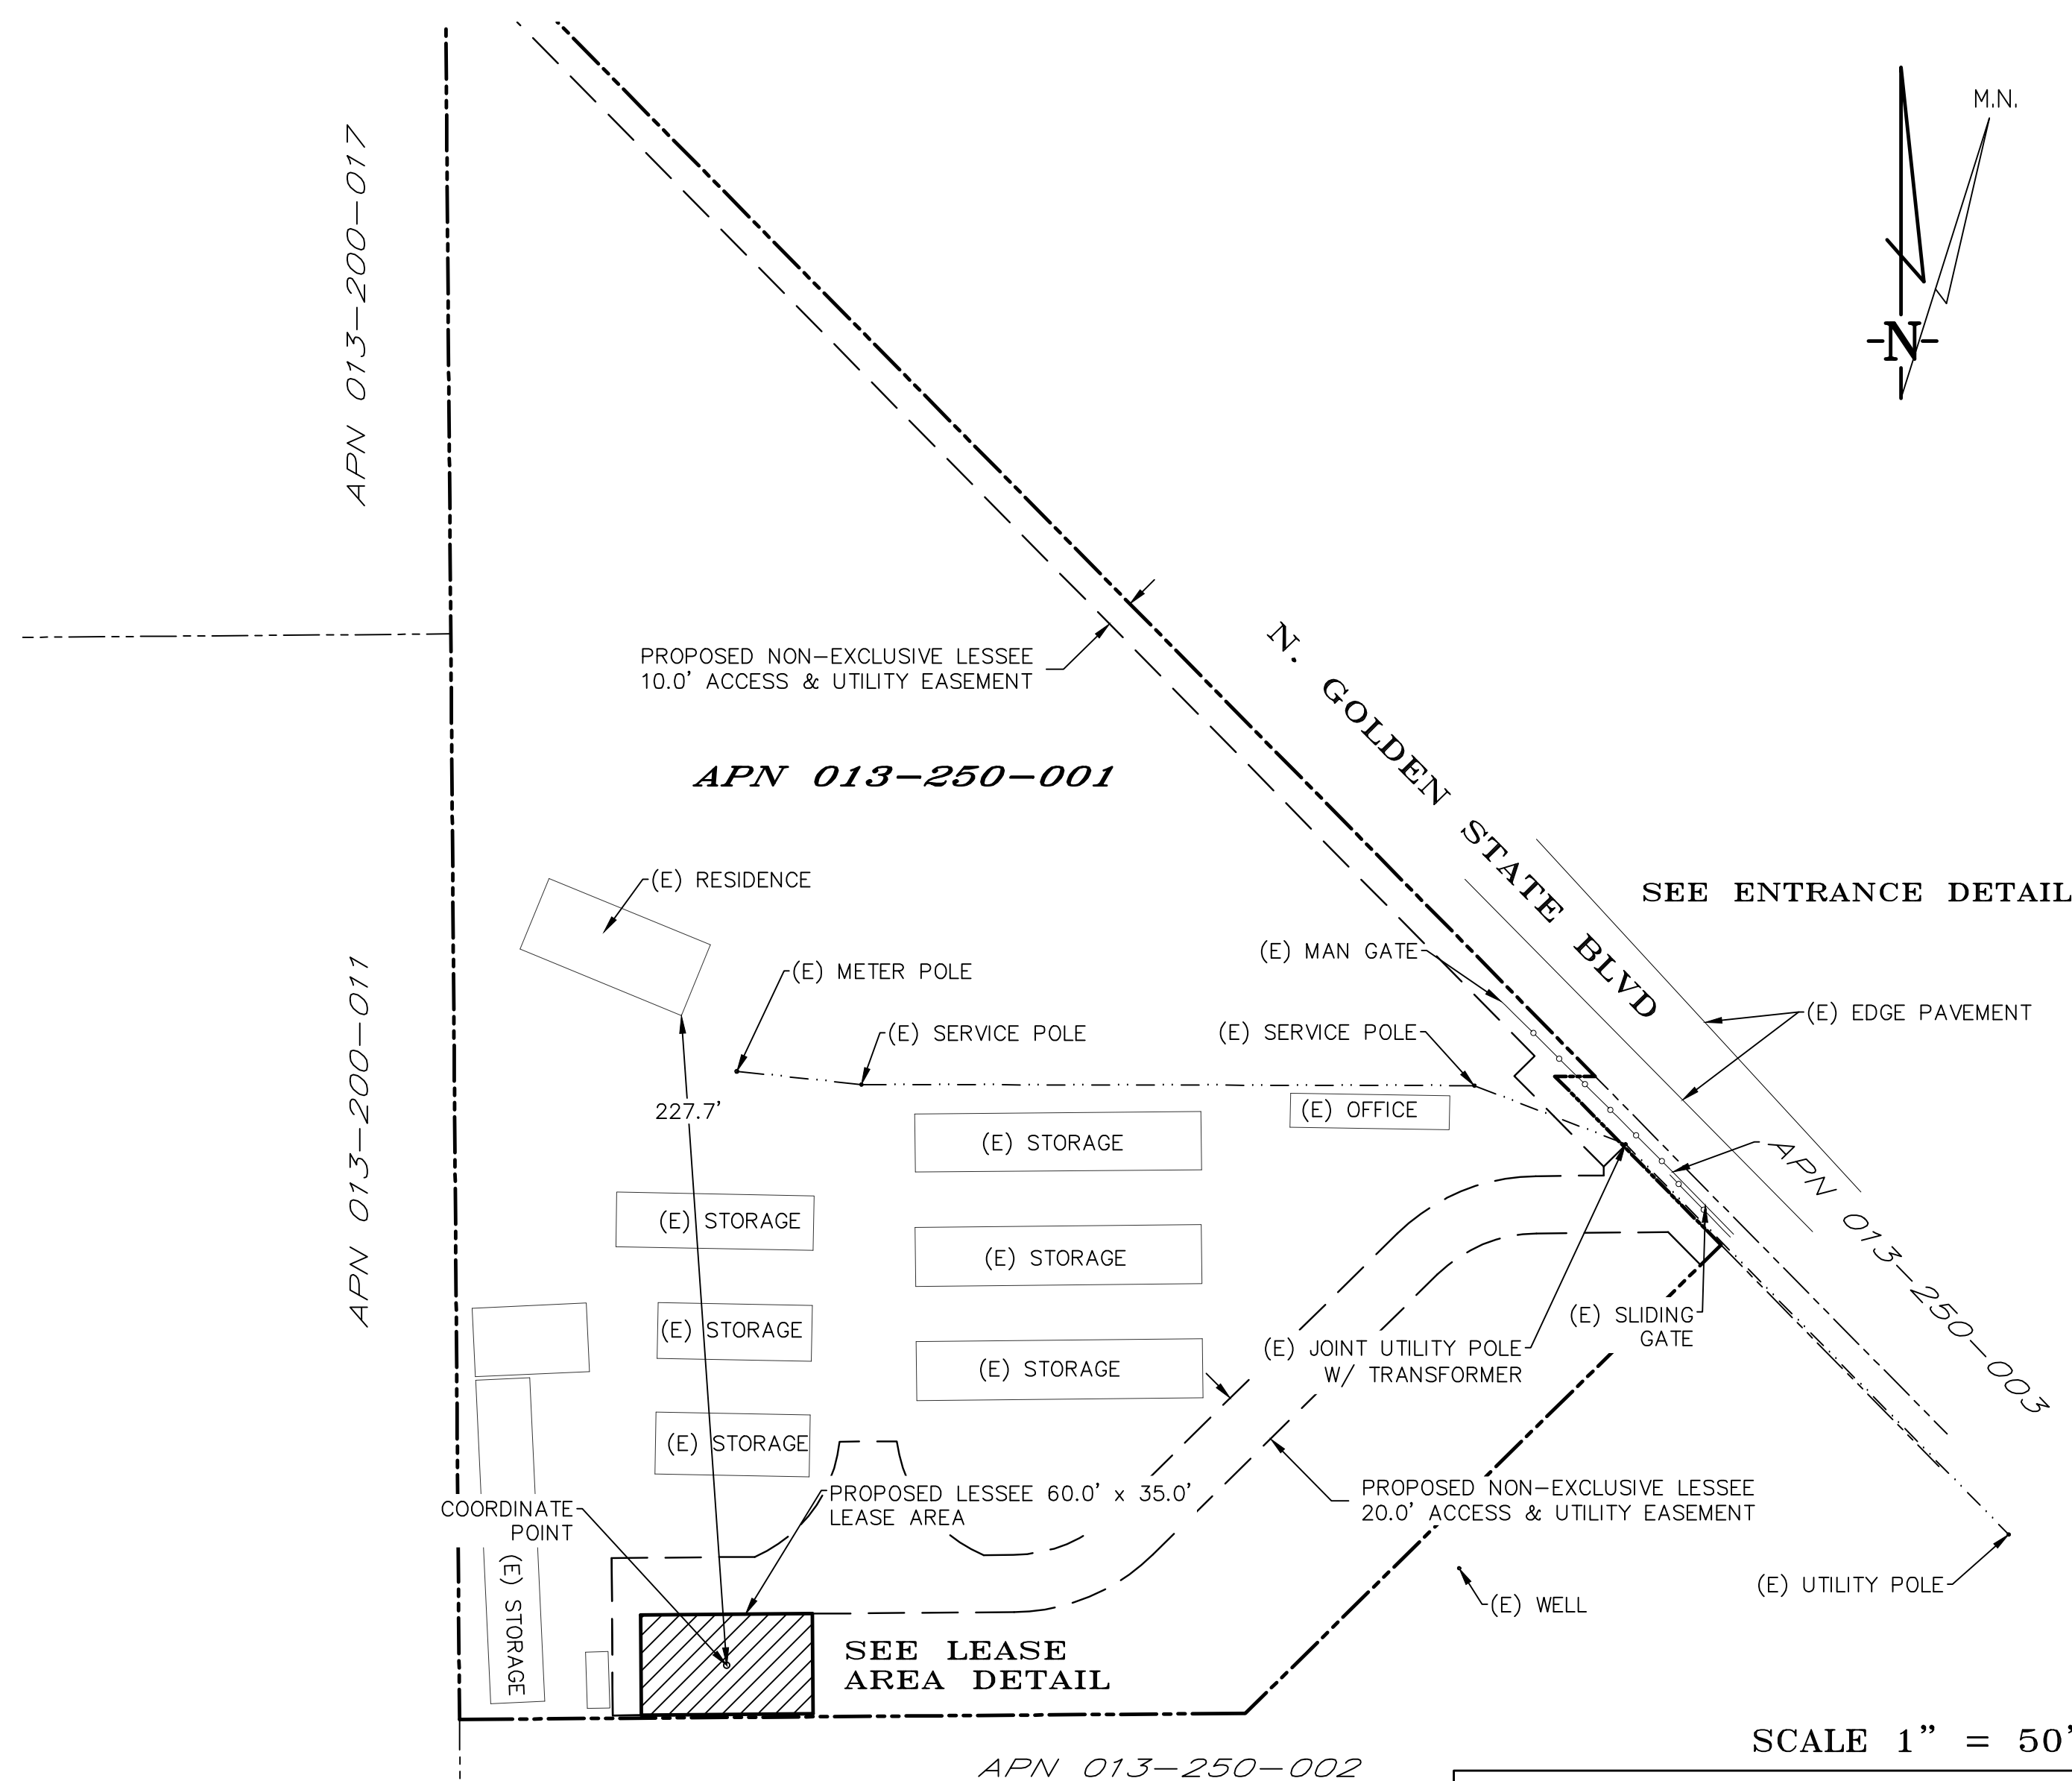 M.N.
N
APN 013-200-017
PROPOSED NON-EXCLUSIVE LESSEE
10.0' ACCESS & UTILITY EASEMENT
N. GOLDEN STATE BLVD
APN 013-250-001
(E) RESIDENCE
SEE ENTRANCE DETAIL
(E) MAN GATE
(E) METER POLE
(E) EDGE PAVEMENT
(E) SERVICE POLE
(E) SERVICE POLE
APN 013-200-011
227.7'
(E) OFFICE
(E) STORAGE
APN 013-250-003
(E) STORAGE
(E) STORAGE
(E) STORAGE
(E) SLIDING
GATE
(E) JOINT UTILITY POLE
W/ TRANSFORMER
(E) STORAGE
(E) STORAGE
PROPOSED LESSEE 60.0' x 35.0'
LEASE AREA
PROPOSED NON-EXCLUSIVE LESSEE
20.0' ACCESS & UTILITY EASEMENT
COORDINATE
POINT
(E) STORAGE
(E) UTILITY POLE
(E) WELL
SEE LEASE
AREA DETAIL
SCALE 1" = 50'
APN 013-250-002